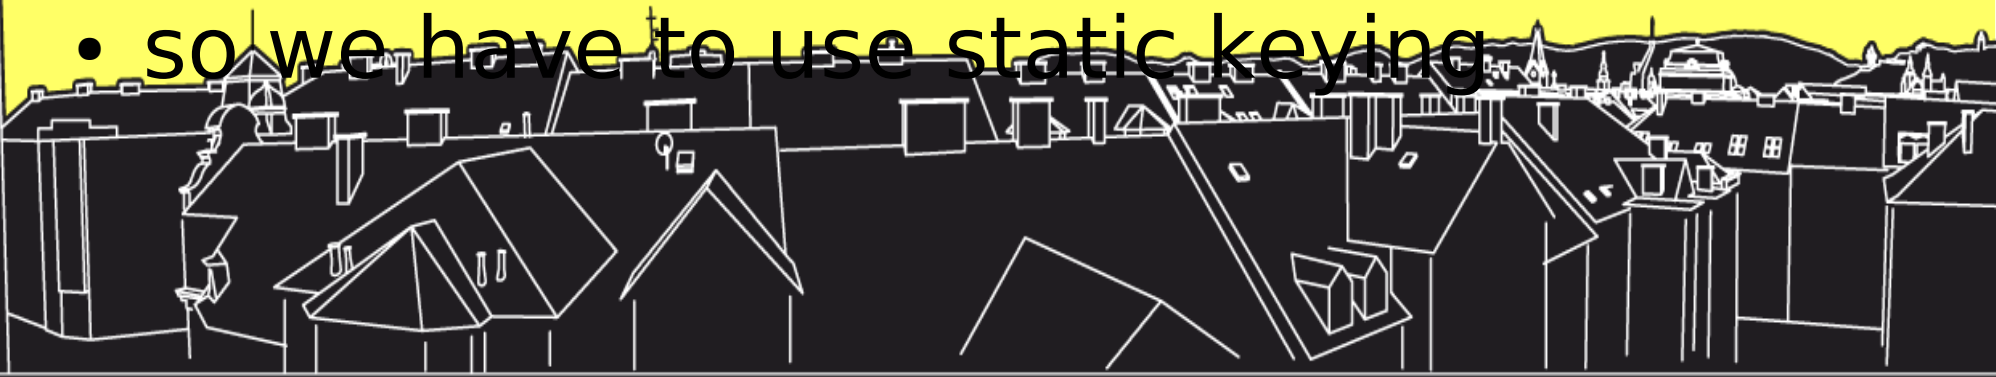 • so we have to use static keying